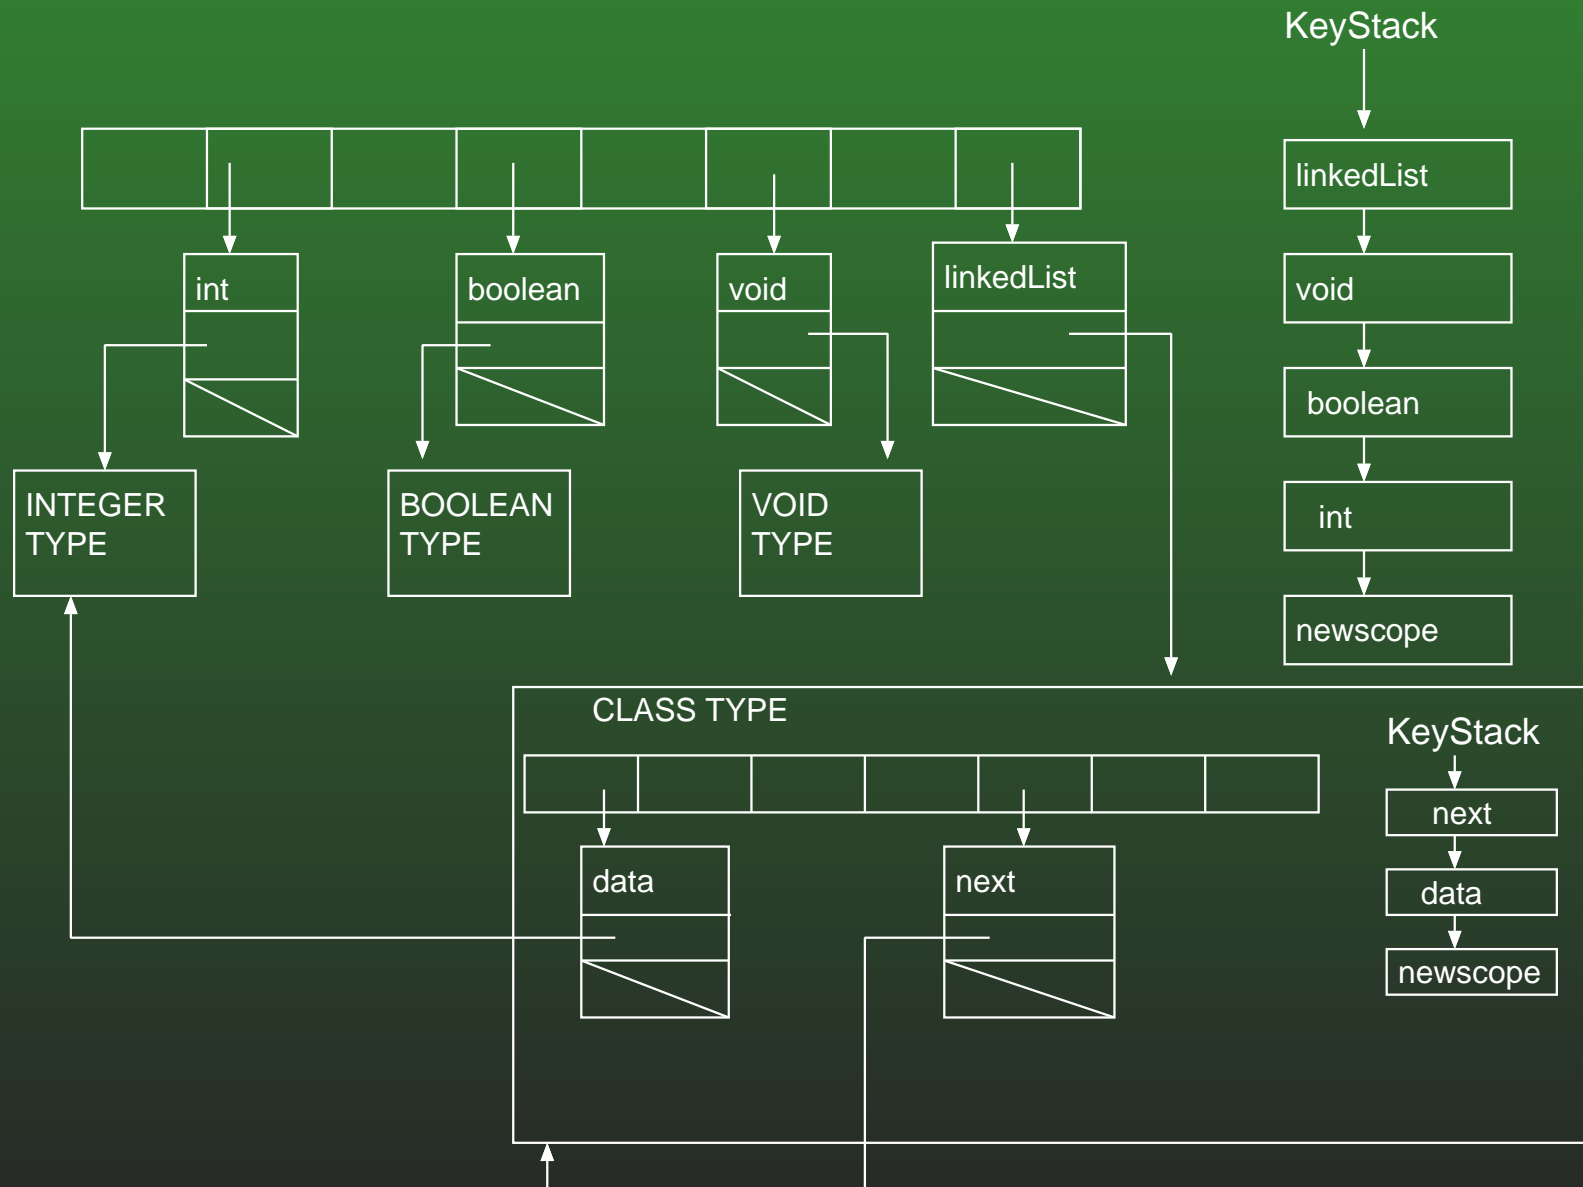 KeyStack
linkedList
void
boolean
int
newscope
int
boolean
void
linkedList
INTEGER
TYPE
BOOLEAN
TYPE
VOID
TYPE
CLASS TYPE
data
next
KeyStack
next
data
newscope